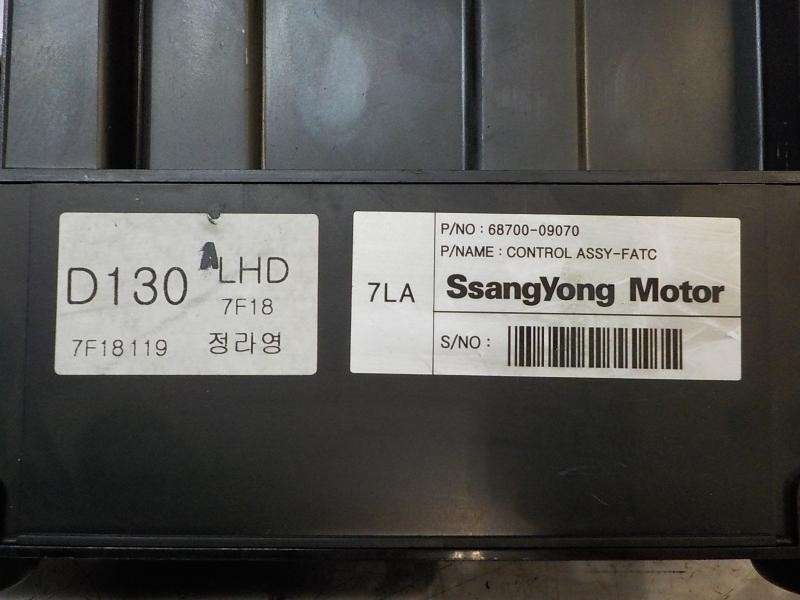 A
D130 LHD
7F18
7F18119 정라영
7LA
P/NO : 68700-09070
P/NAME : CONTROL ASSY-FATC
SsangYong Motor
S/NO :